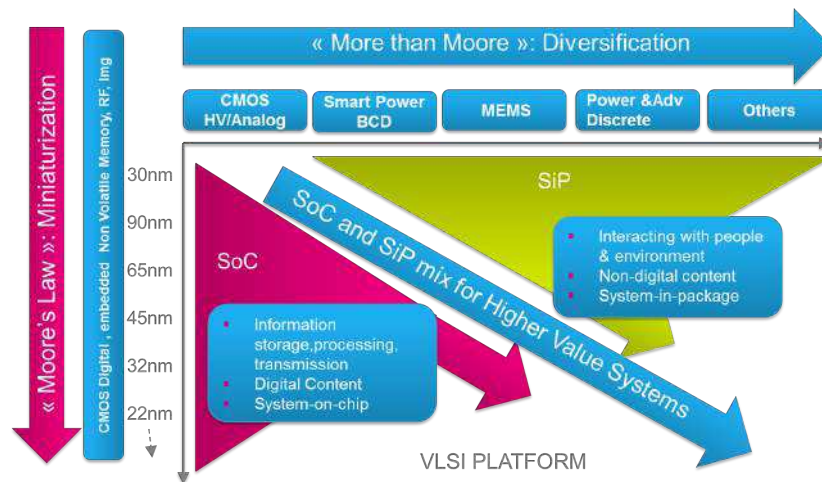 « More than Moore »: Diversification
CMOS
HV/Analog
Smart Power
BCD
MEMS
Power &Adv
Discrete
Others
« Moore's Law »: Miniaturization
CMOS Digital , embedded Non Volatile Memory, RF, Img
30nm
90nm
65nm
45nm
32nm
22nm
SoC
Information
storage,processing,
transmission
Digital Content
System-on-chip
SoC and SiP mix for Higher Value Systems
SiP
Interacting with people
& environment
Non-digital content
System-in-package
VLSI PLATFORM